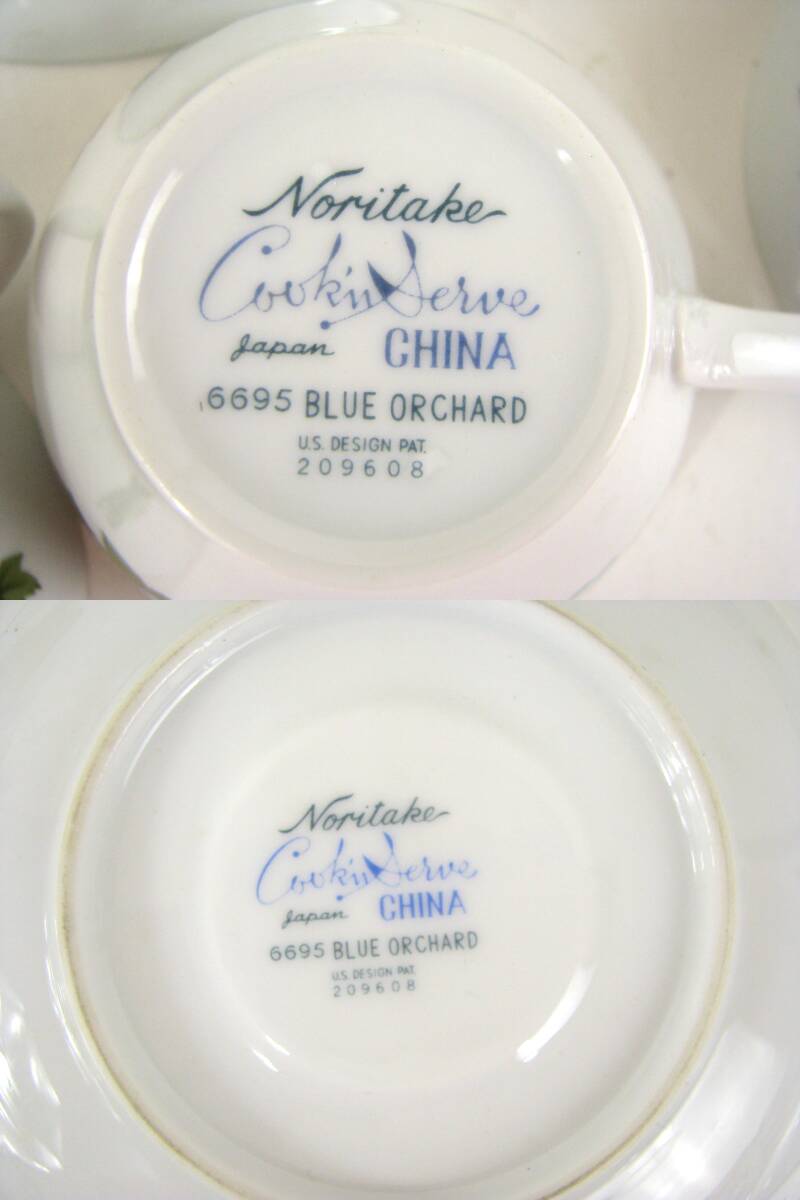 Noritake
Cook'n Serve
Japan CHINA
6695 BLUE ORCHARD
U.S. DESIGN PAT.
209608
Noritake
Cook'n Serve
Japan CHINA
6695 BLUE ORCHARD
U.S. DESIGN PAT.
209608